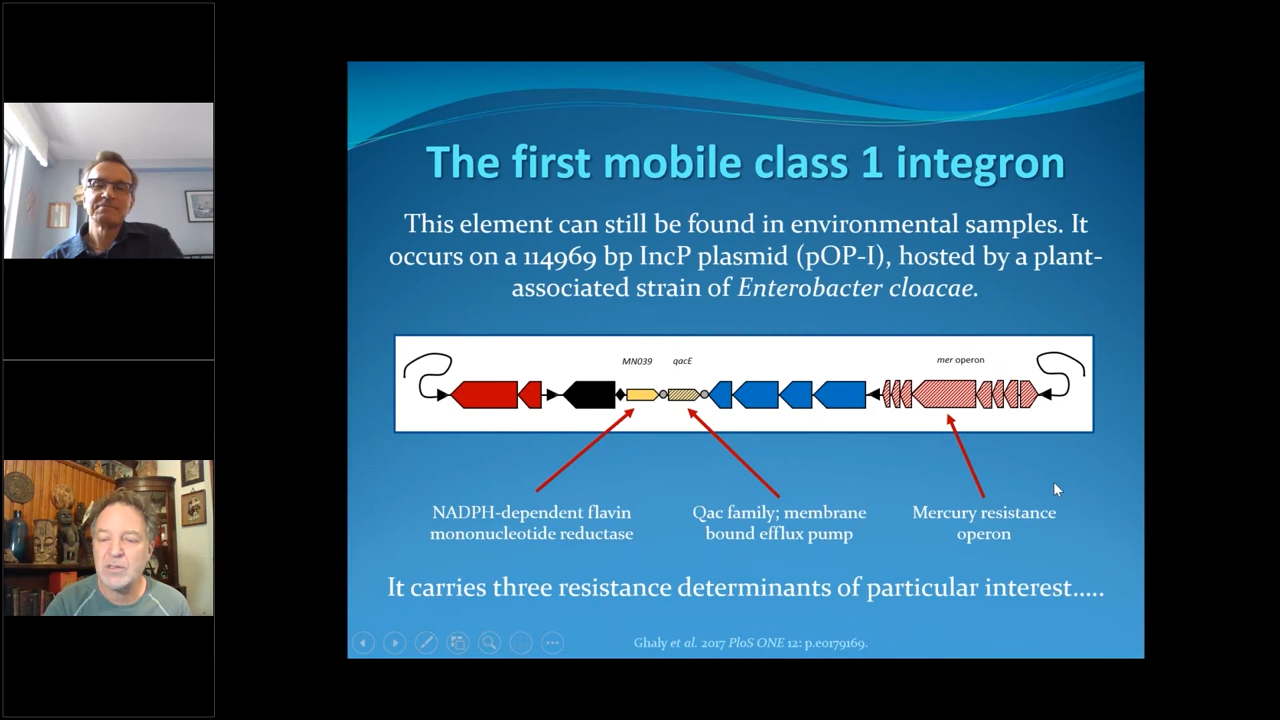 The first mobile class 1 integron
This element can still be found in environmental samples. It
occurs on a 114969 bp IncP plasmid (pOP-I), hosted by a plant-
associated strain of Enterobacter cloacae.
MN039 qacE mer operon
NADPH-dependent flavin
mononucleotide reductase
Qac family; membrane
bound efflux pump
Mercury resistance
operon
It carries three resistance determinants of particular interest.....
Ghaly et al. 2017 PloS ONE 12: p.e0179169.